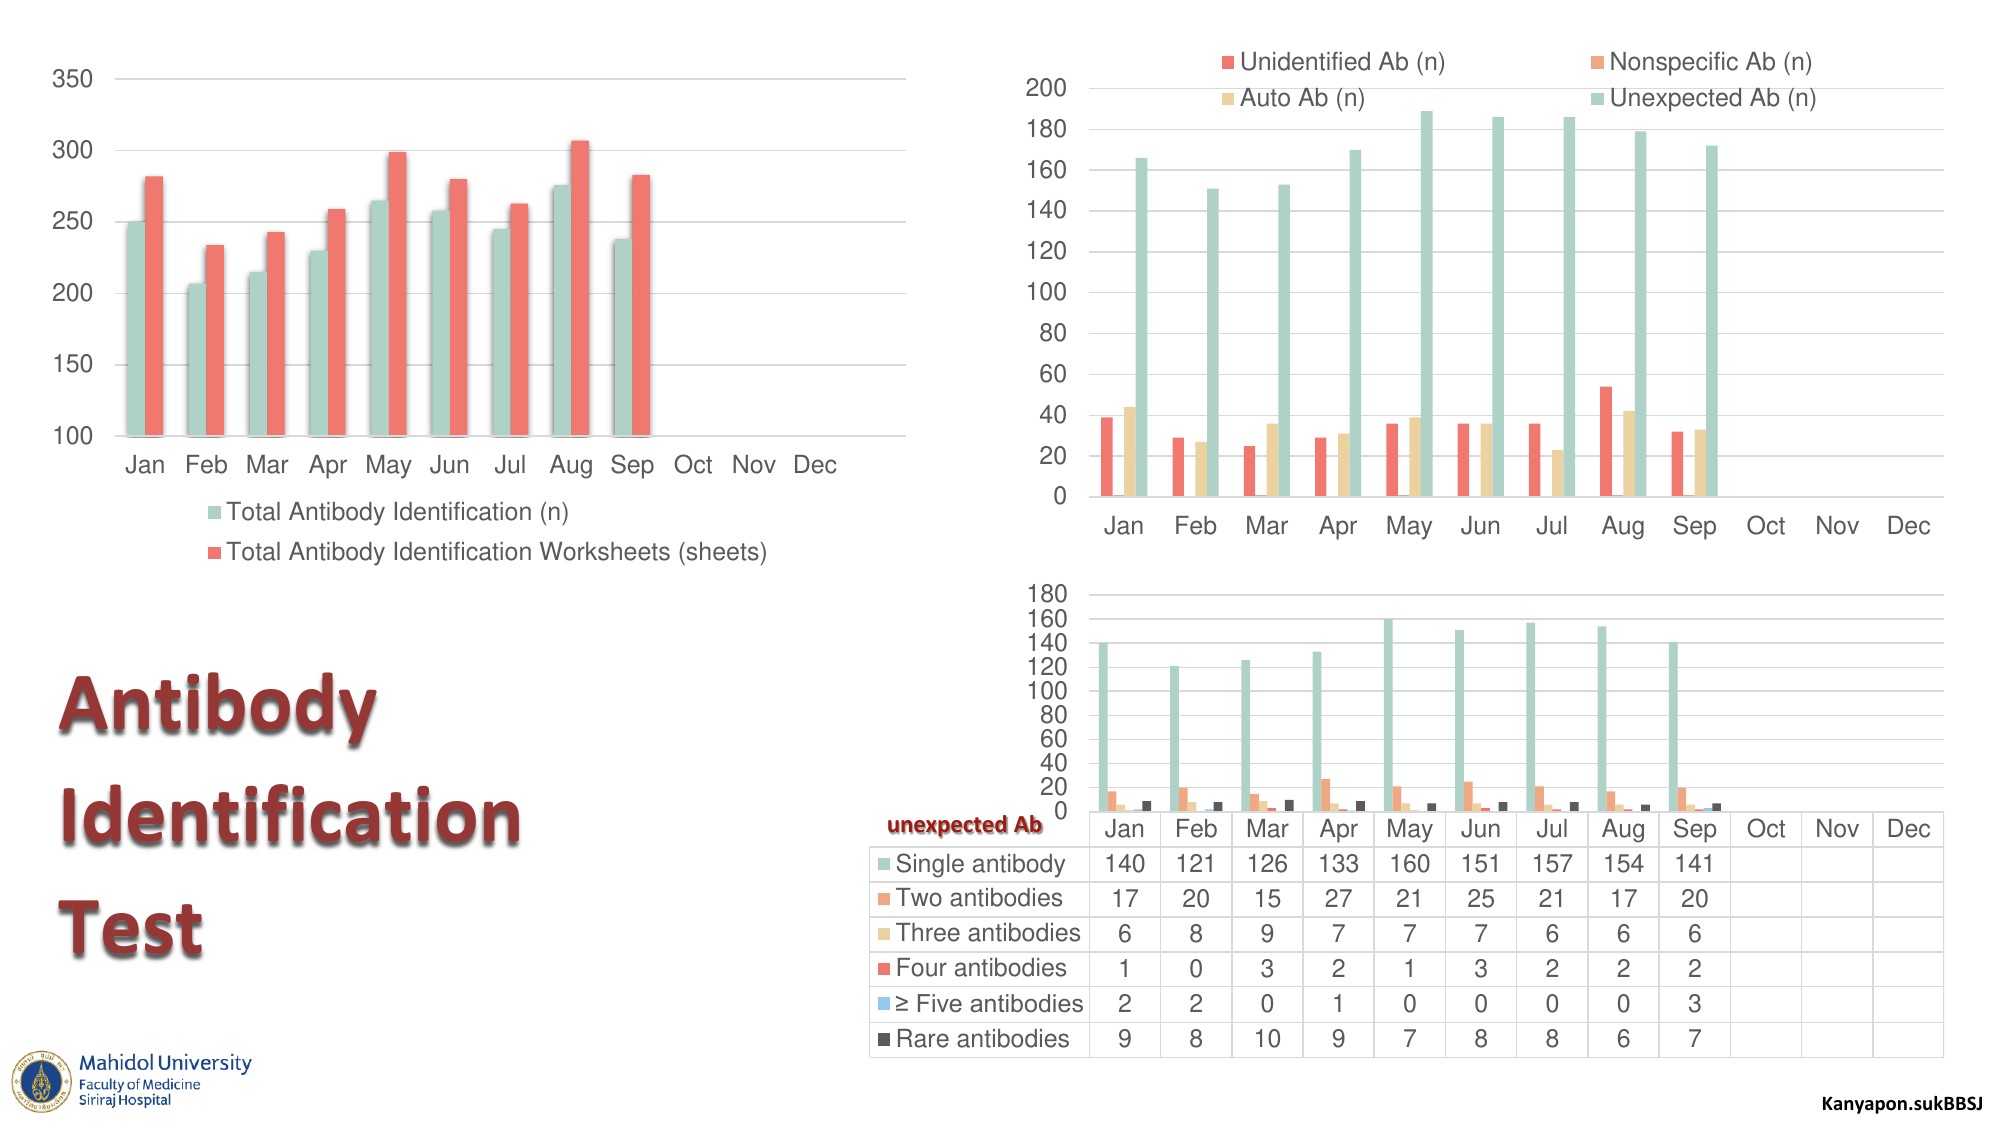 350
300
250
200
150
100
Jan Feb Mar Apr May Jun Jul Aug Sep Oct Nov Dec
Total Antibody Identification (n)
Total Antibody Identification Worksheets (sheets)
Unidentified Ab (n) Nonspecific Ab (n)
Auto Ab (n) Unexpected Ab (n)
200
180
160
140
120
100
80
60
40
20
0
Jan Feb Mar Apr May Jun Jul Aug Sep Oct Nov Dec
180
160
140
120
100
80
60
40
20
0
unexpected Ab Jan Feb Mar Apr May Jun Jul Aug Sep Oct Nov Dec
Single antibody 140 121 126 133 160 151 157 154 141
Two antibodies 17 20 15 27 21 25 21 17 20
Three antibodies 6 8 9 7 7 7 6 6 6
Four antibodies 1 0 3 2 1 3 2 2 2
≥ Five antibodies 2 2 0 1 0 0 0 0 3
Rare antibodies 9 8 10 9 7 8 8 6 7
Antibody
Identification
Test
Mahidol University
Faculty of Medicine
Siriraj Hospital
Kanyapon.sukBBSJ